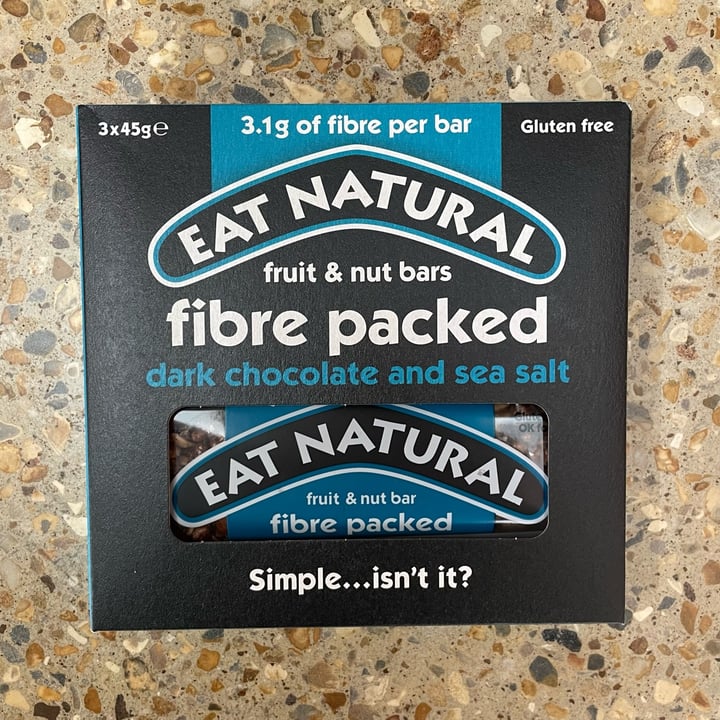 3x45g℮
3.1g of fibre per bar
Gluten free
EAT NATURAL
fruit & nut bars
fibre packed
dark chocolate and sea salt
EAT NATURAL
fruit & nut bar
fibre packed
OK
Simple...isn't it?